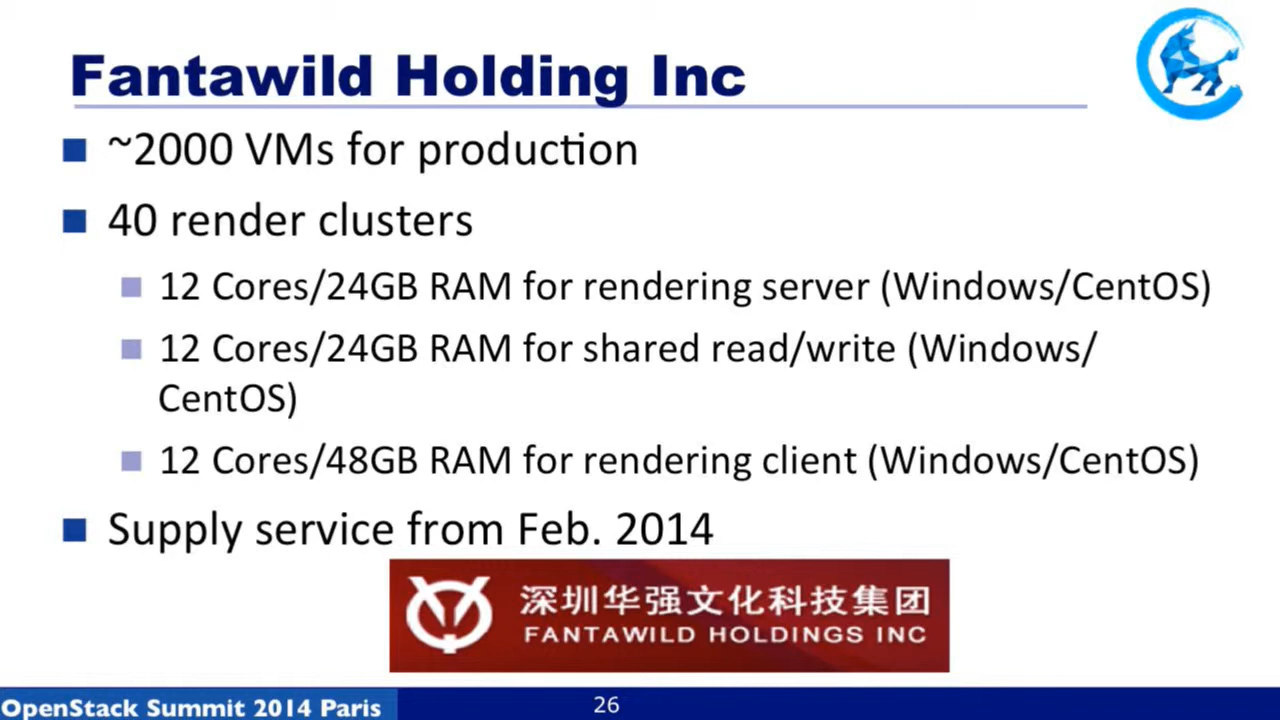 Fantawild Holding Inc
~2000 VMs for production
40 render clusters
12 Cores/24GB RAM for rendering server (Windows/CentOS)
12 Cores/24GB RAM for shared read/write (Windows/
CentOS)
12 Cores/48GB RAM for rendering client (Windows/CentOS)
Supply service from Feb. 2014
深圳华强文化科技集团
FANTAWILD HOLDINGS INC
OpenStack Summit 2014 Paris
26